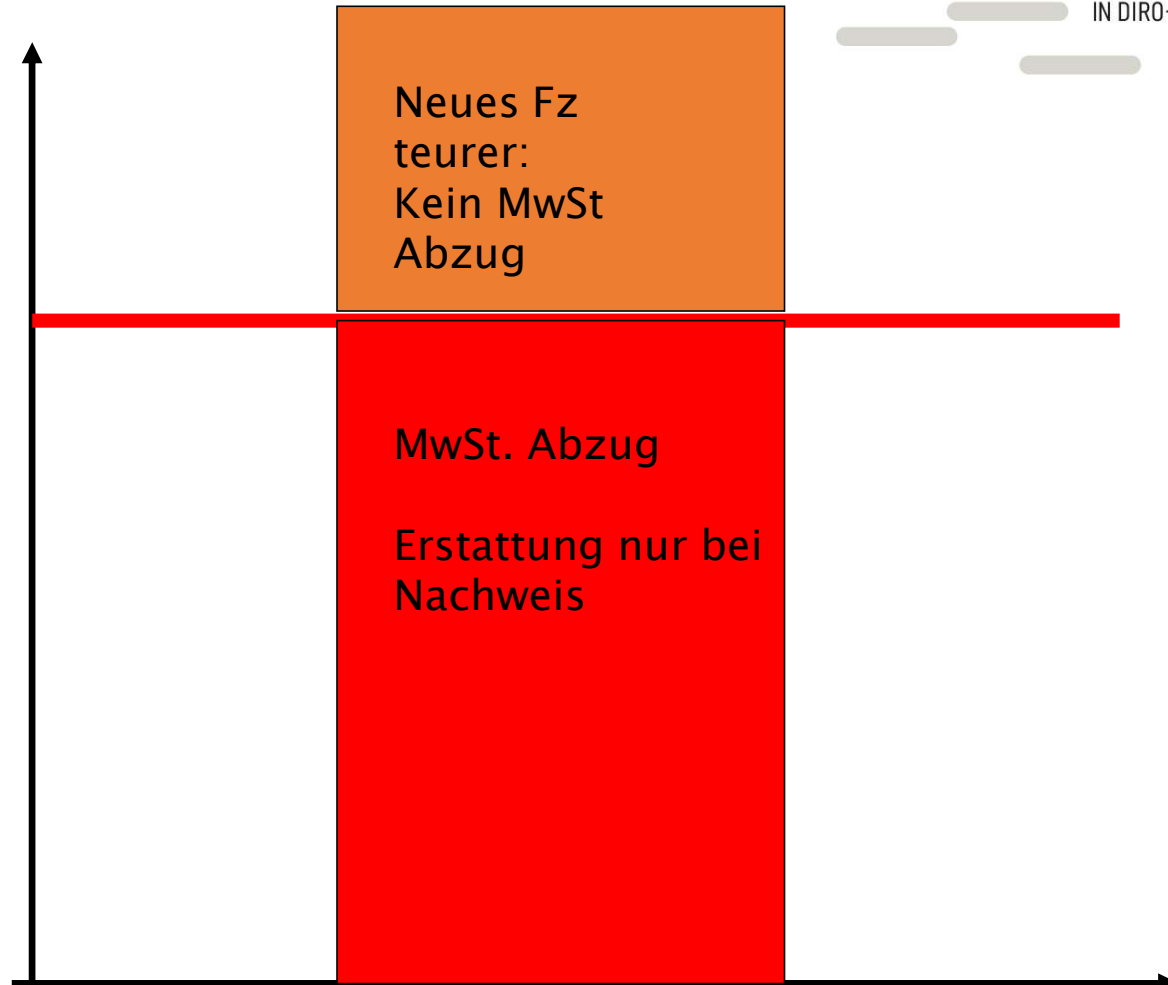 IN DIRO-
Neues Fz
teurer:
Kein MwSt
Abzug
MwSt. Abzug
Erstattung nur bei
Nachweis